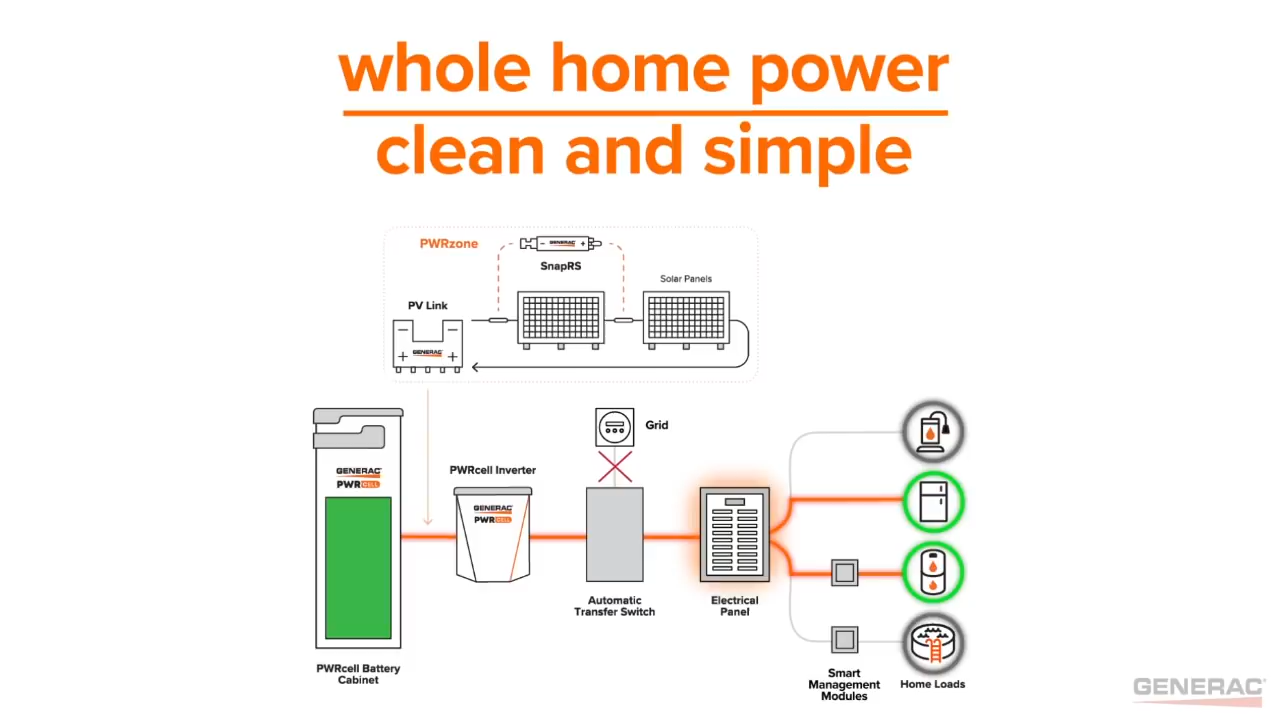 whole home power
clean and simple
PWRzone
GENERAC
SnapRS
Solar Panels
PV Link
GENERAC
Grid
GENERAC
PWRCELL
PWRcell Inverter
GENERAC
PWRCELL
Automatic
Transfer Switch
Electrical
Panel
PWRcell Battery
Cabinet
Smart
Management
Modules
Home Loads
GENERAC